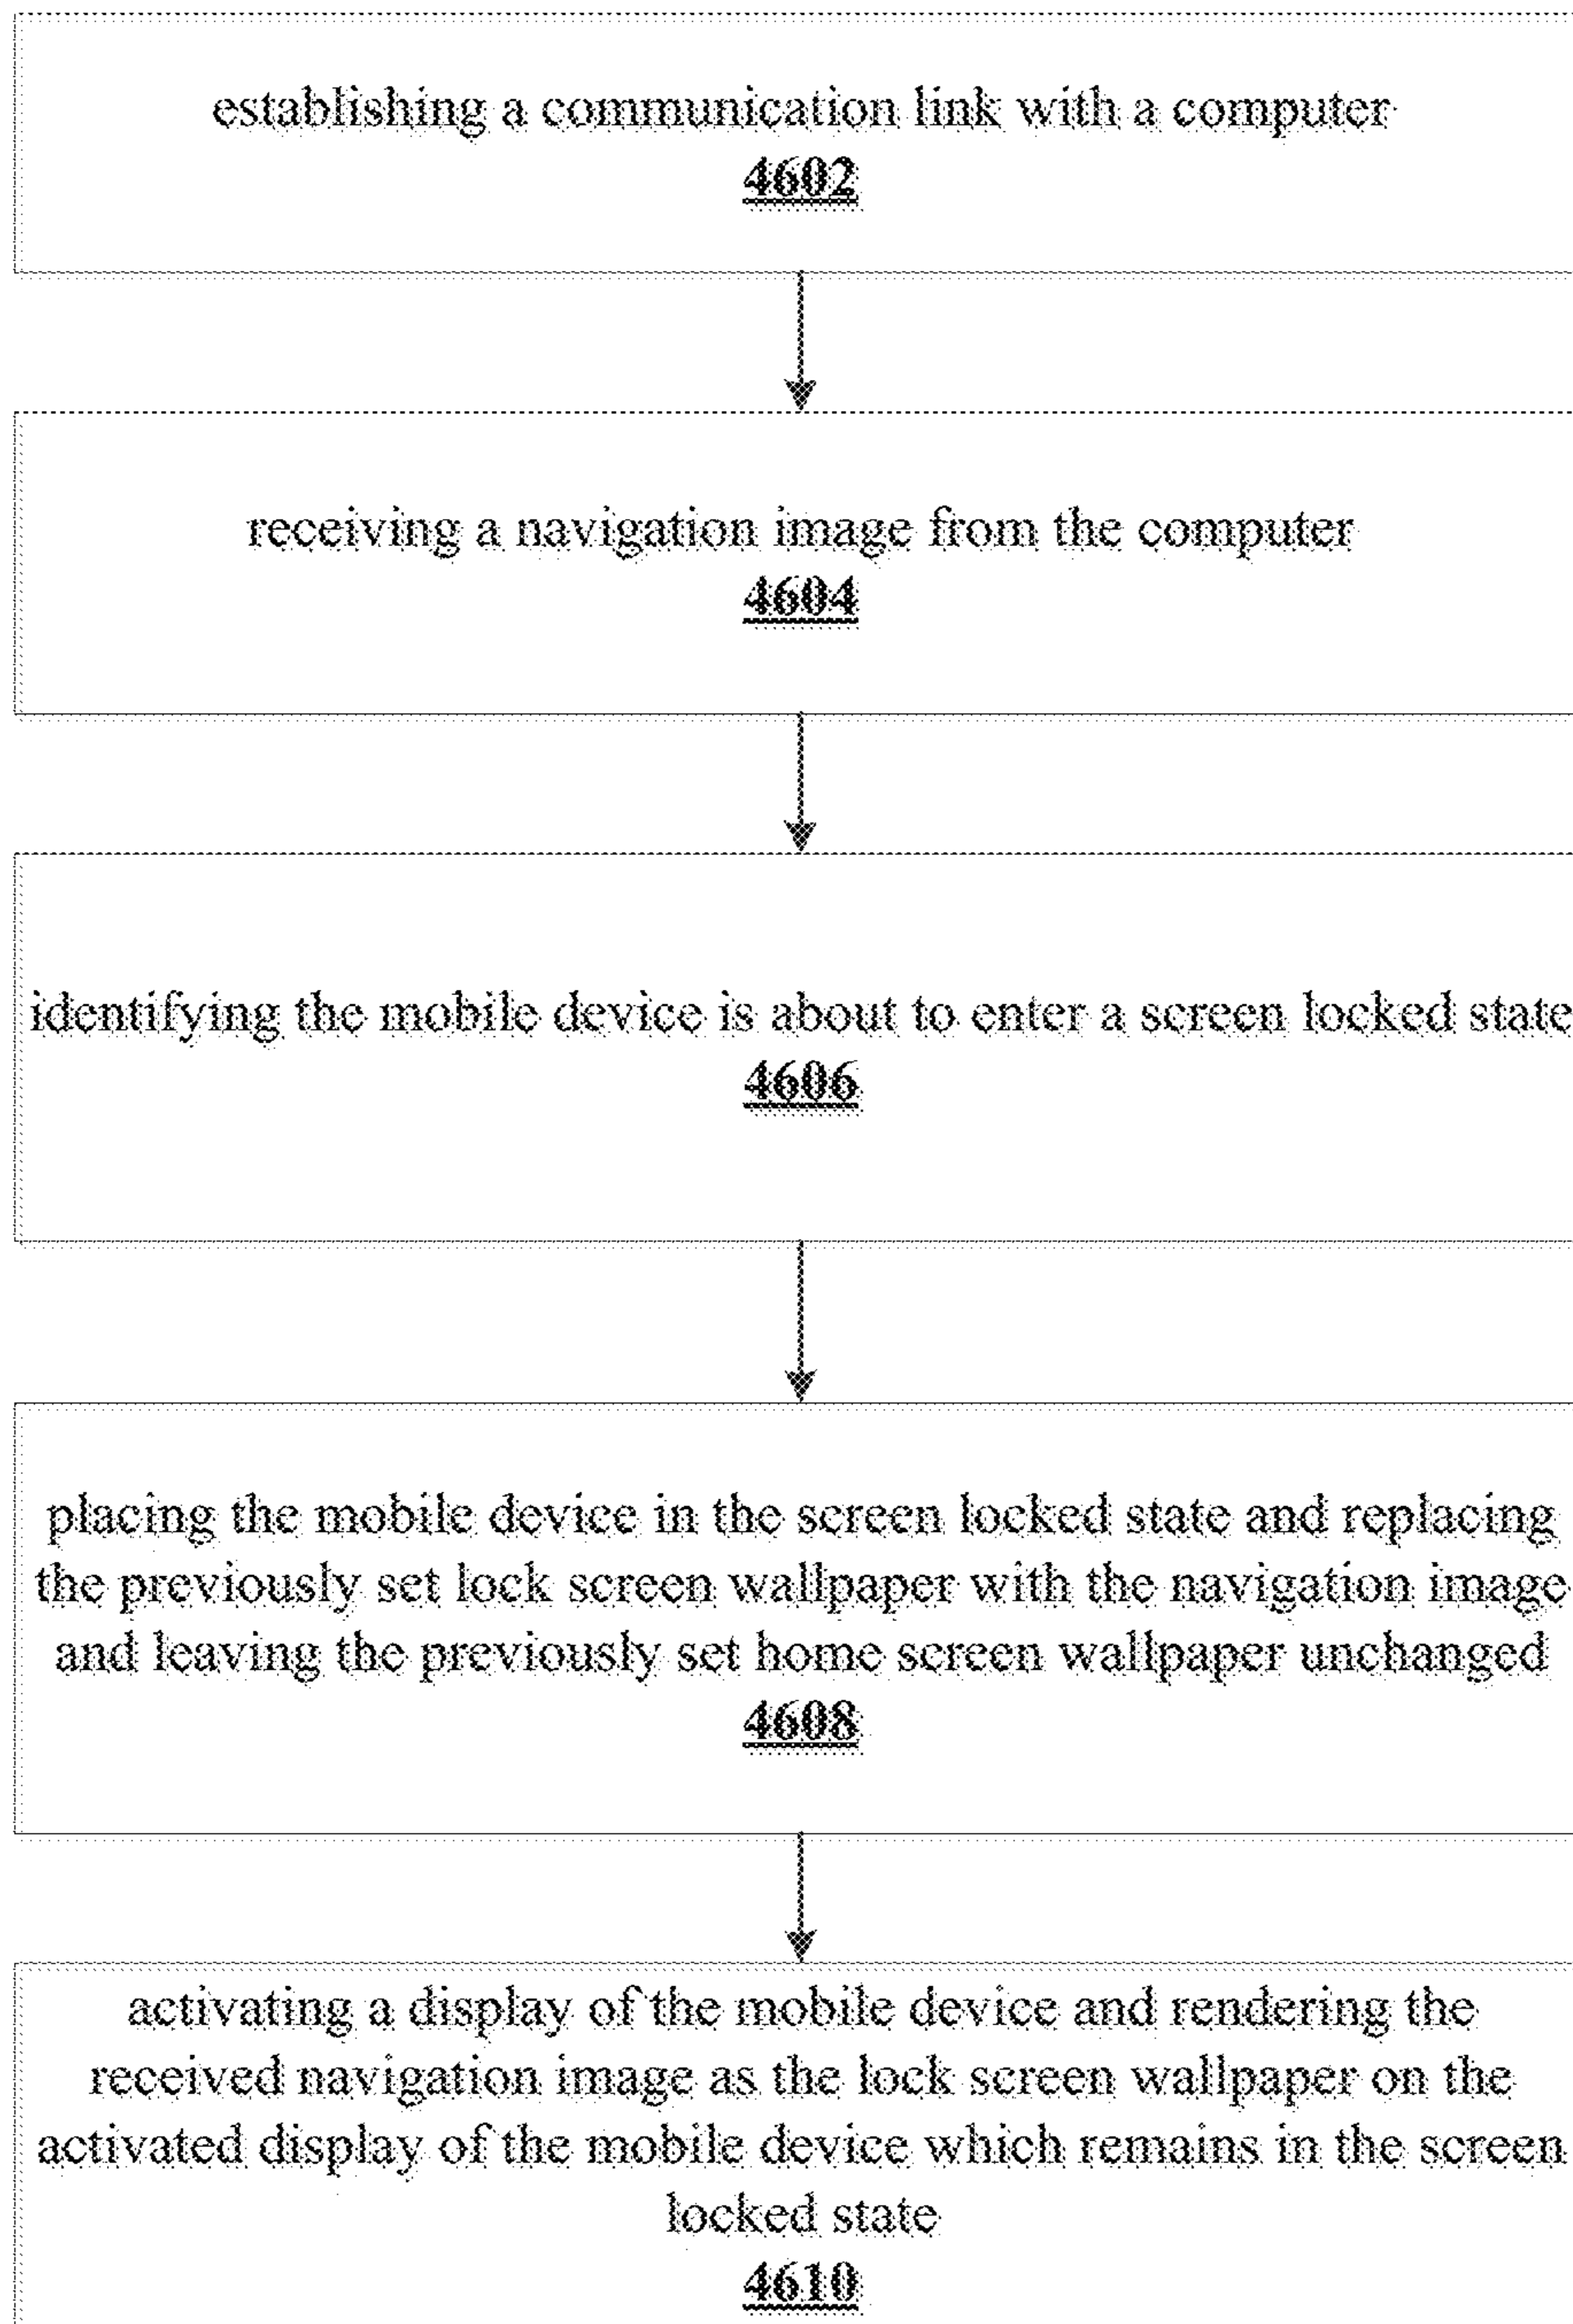 establishing a communication link with a computer
4602
receiving a navigation image from the computer
4604
identifying the mobile device is about to enter a screen locked state
4606
placing the mobile device in the screen locked state and replacing
the previously set lock screen wallpaper with the navigation image
and leaving the previously set home screen wallpaper unchanged
4608
activating a display of the mobile device and rendering the
received navigation image as the lock screen wallpaper on the
activated display of the mobile device which remains in the screen
locked state
4610